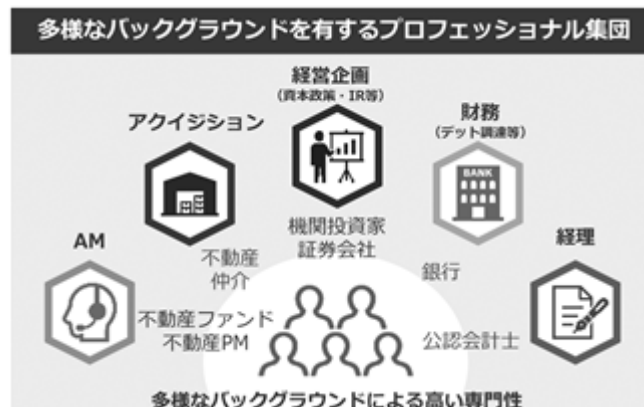 多様なバックグラウンドを有するプロフェッショナル集団
経営企画
（資本政策・IR等）
アクイジション
財務
（デット調達等）
BANK
機関投資家
証券会社
AM
不動産
仲介
銀行
経理
不動産ファンド
不動産PM
公認会計士
多様なバックグラウンドによる高い専門性